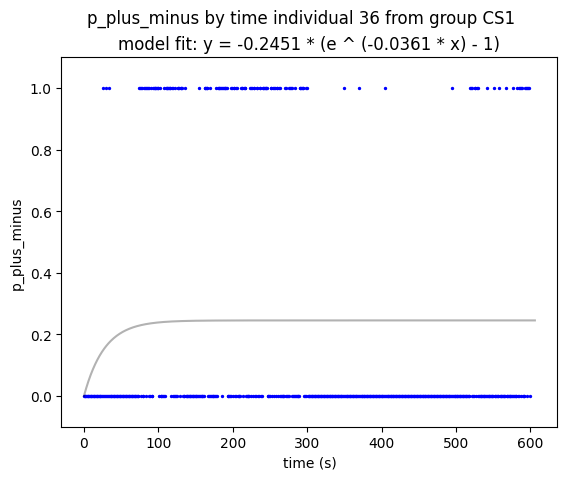 p_plus_minus by time individual 36 from group CS1
model fit: y = -0.2451 * (e ^ (-0.0361 * x) - 1)
1.0
0.8
0.6
0.4
0.2
0.0
p_plus_minus
0 100 200 300 400 500 600
time (s)